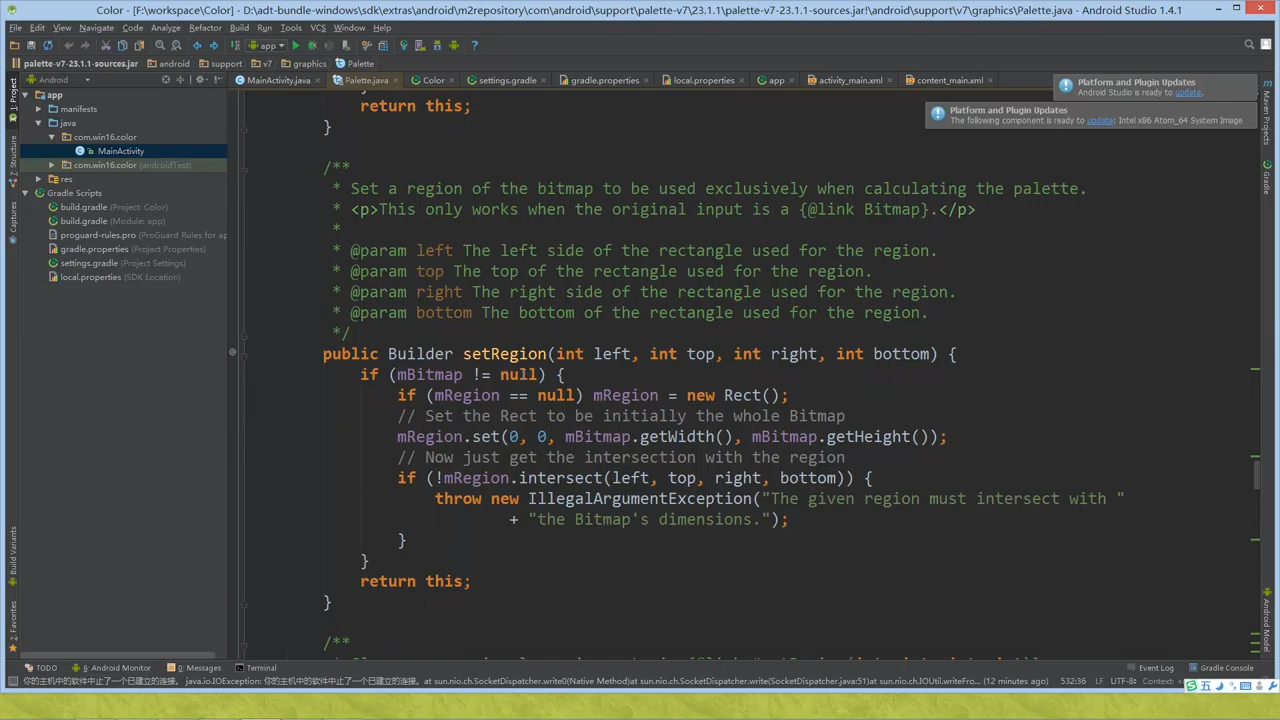 Color - [F:\workspace\Color] - D:\adt-bundle-windows\sdk\extras\android\m2repository\com\android\support\palette-v7\23.1.1\palette-v7-23.1.1-sources.jar!\android\support\v7\graphics\Palette.java - Android Studio 1.4.1
File Edit View Navigate Code Analyze Refactor Build Run Tools VCS Window Help
app
palette-v7-23.1.1-sources.jar android support v7 graphics Palette
Android
MainActivity.java Palette.java Color settings.gradle gradle.properties local.properties app activity_main.xml content_main.xml
Platform and Plugin Updates
Android Studio is ready to update.
Platform and Plugin Updates
The following component is ready to update: Intel x86 Atom_64 System Image
1: Project
7: Structure
Captures
Build Variants
2: Favorites
app
manifests
java
com.win16.color
MainActivity
com.win16.color (androidTest)
res
Gradle Scripts
build.gradle (Project: Color)
build.gradle (Module: app)
proguard-rules.pro (ProGuard Rules for ap
gradle.properties (Project Properties)
settings.gradle (Project Settings)
local.properties (SDK Location)
return this;
}
/**
* Set a region of the bitmap to be used exclusively when calculating the palette.
* <p>This only works when the original input is a {@link Bitmap}.</p>
*
* @param left The left side of the rectangle used for the region.
* @param top The top of the rectangle used for the region.
* @param right The right side of the rectangle used for the region.
* @param bottom The bottom of the rectangle used for the region.
*/
public Builder setRegion(int left, int top, int right, int bottom) {
if (mBitmap != null) {
if (mRegion == null) mRegion = new Rect();
// Set the Rect to be initially the whole Bitmap
mRegion.set(0, 0, mBitmap.getWidth(), mBitmap.getHeight());
// Now just get the intersection with the region
if (!mRegion.intersect(left, top, right, bottom)) {
throw new IllegalArgumentException("The given region must intersect with "
+ "the Bitmap's dimensions.");
}
}
return this;
}
/**
Maven Projects
Gradle
Android Model
TODO 6: Android Monitor 0: Messages Terminal Event Log Gradle Console
你的主机中的软件中止了一个已建立的连接。 java.io.IOException: 你的主机中的软件中止了一个已建立的连接。 at sun.nio.ch.SocketDispatcher.write0(Native Method)at sun.nio.ch.SocketDispatcher.write(SocketDispatcher.java:51)at sun.nio.ch.IOUtil.writeFro... (12 minutes ago) 532:36 LF UTF-8 Context:
五